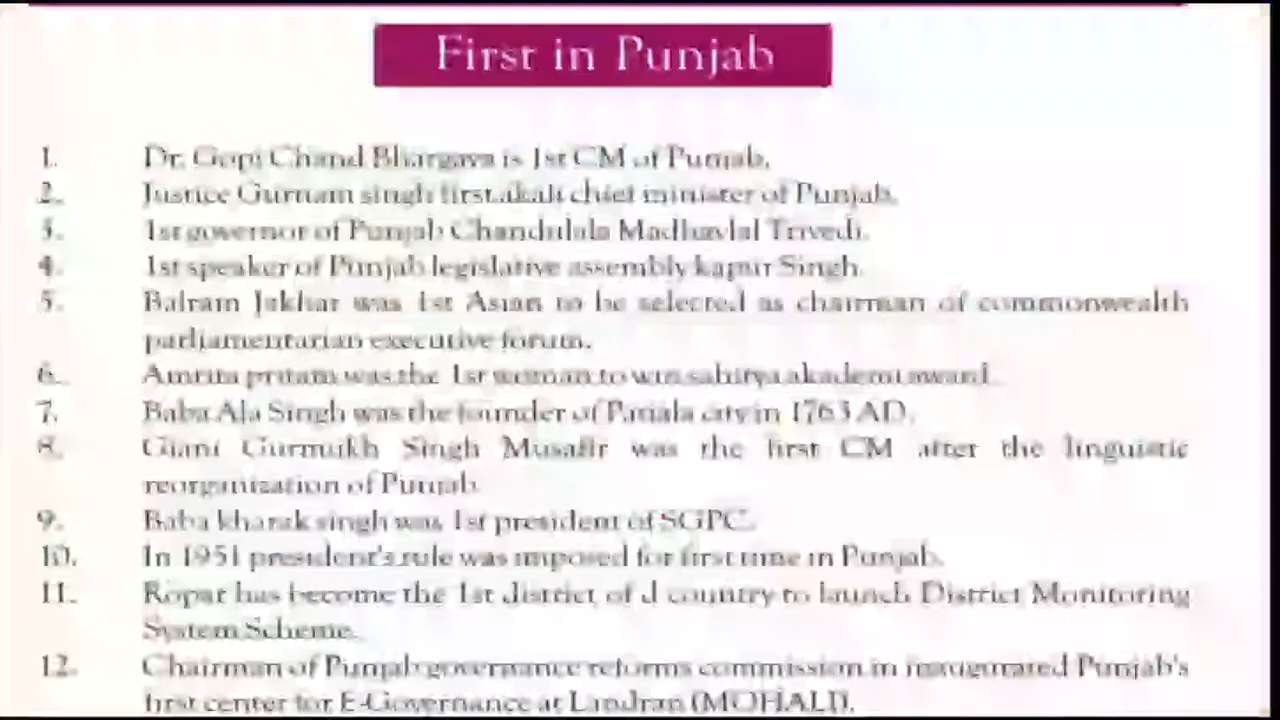 First in Punjab
1. Dr. Gopi Chand Bhargava is 1st CM of Punjab.
2. Justice Gurnam singh first akali chief minister of Punjab.
3. 1st governor of Punjab Chandulala Madhavlal Trivedi.
4. 1st speaker of Punjab legislative assembly kapur Singh
5. Balram Jakhar was 1st Asian to be selected as chairman of commonwealth
parliamentarian executive forum.
6. Amrita pritam was the 1st woman to win sahitya akademi award.
7. Baba Ala Singh was the founder of Patiala city in 1763 AD.
8. Giani Gurmukh Singh Musafir was the first CM after the linguistic
reorganization of Punjab
9. Baba kharak singh was 1st president of SGPC.
10. In 1951 president's rule was imposed for first time in Punjab.
11. Ropar has become the 1st district of d country to launch District Monitoring
System Scheme.
12. Chairman of Punjab governance reforms commission in inaugurated Punjab's
first center for E-Governance at Landran (MOHALI).